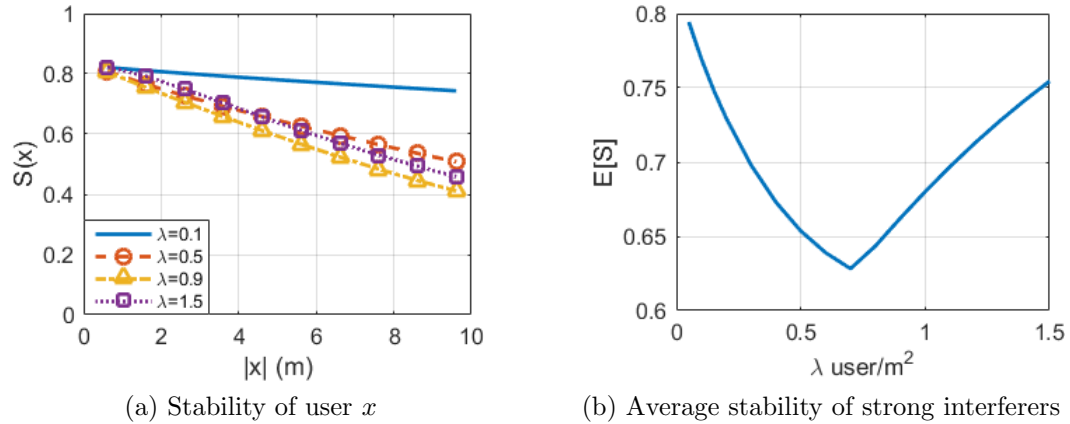 1
0.8
0.6
0.4
0.2
0
S(x)
λ=0.1
λ=0.5
λ=0.9
λ=1.5
0 2 4 6 8 10
|x| (m)
(a) Stability of user x
0.8
0.75
0.7
0.65
0.6
E[S]
0 0.5 1 1.5
λ user/m²
(b) Average stability of strong interferers